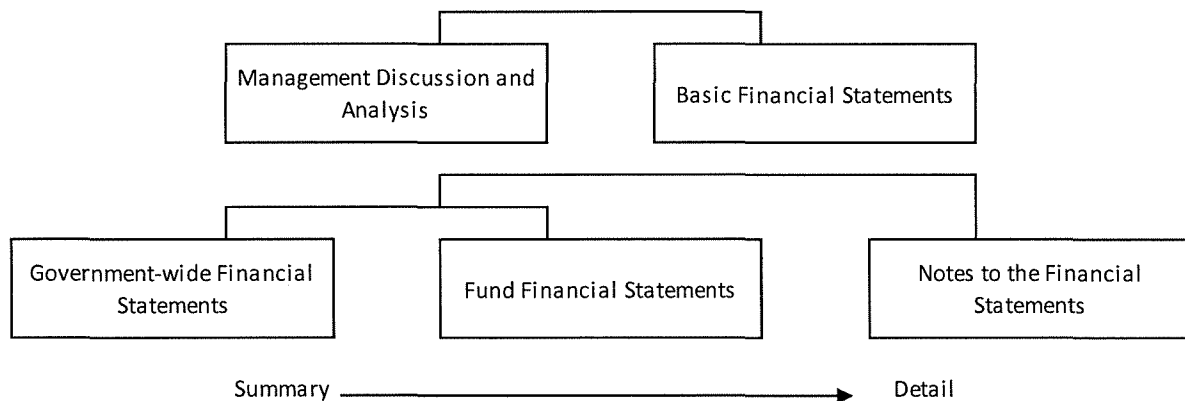 Management Discussion and
Analysis
Basic Financial Statements
Government-wide Financial
Statements
Fund Financial Statements
Notes to the Financial
Statements
Summary
Detail